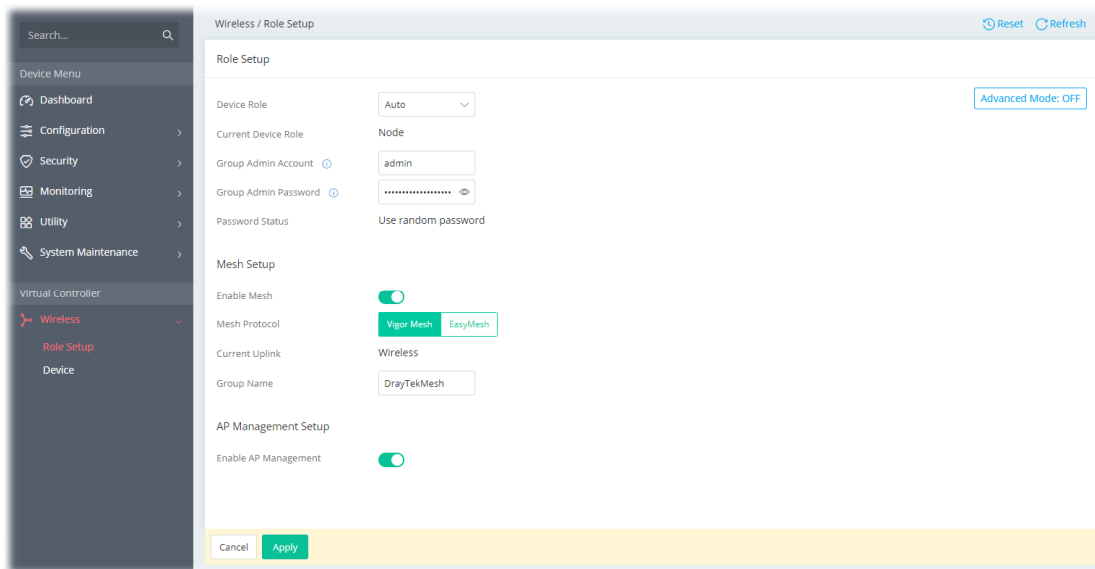 Search...
Device Menu
Dashboard
Configuration
Security
Monitoring
Utility
System Maintenance
Virtual Controller
Wireless
Role Setup
Device
Wireless / Role Setup
Reset
Refresh
Role Setup
Advanced Mode: OFF
Device Role
Auto
Current Device Role
Node
Group Admin Account
admin
Group Admin Password
••••••••••••••••••
Password Status
Use random password
Mesh Setup
Enable Mesh
Mesh Protocol
Vigor Mesh
EasyMesh
Current Uplink
Wireless
Group Name
DrayTekMesh
AP Management Setup
Enable AP Management
Cancel
Apply